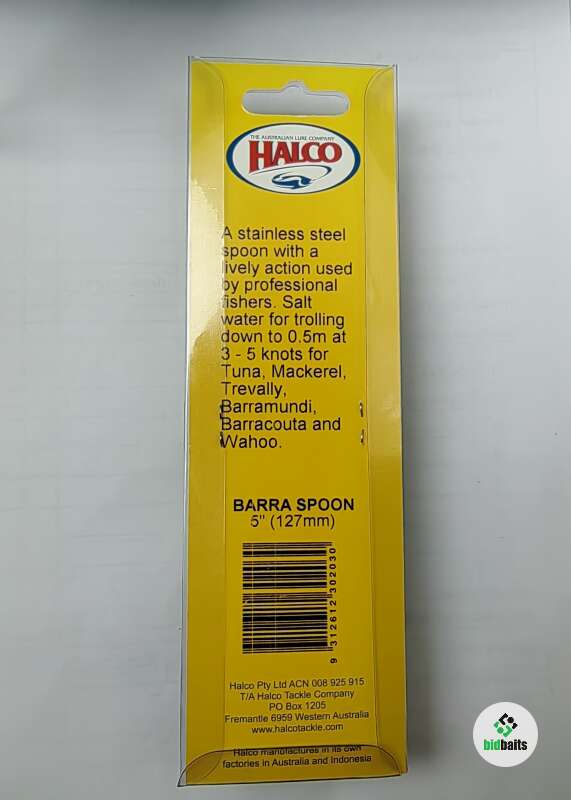 THE AUSTRALIAN LURE COMPANY
HALCO
A stainless steel
spoon with a
lively action used
by professional
fishers. Salt
water for trolling
down to 0.5m at
3 - 5 knots for
Tuna, Mackerel,
Trevally,
Barramundi,
Barracouta and
Wahoo.
BARRA SPOON
5" (127mm)
9 312612 302030
Halco Pty Ltd ACN 008 925 915
T/A Halco Tackle Company
PO Box 1205
Fremantle 6959 Western Australia
www.halcotackle.com
Halco manufactures in its own
factories in Australia and Indonesia
bidbaits